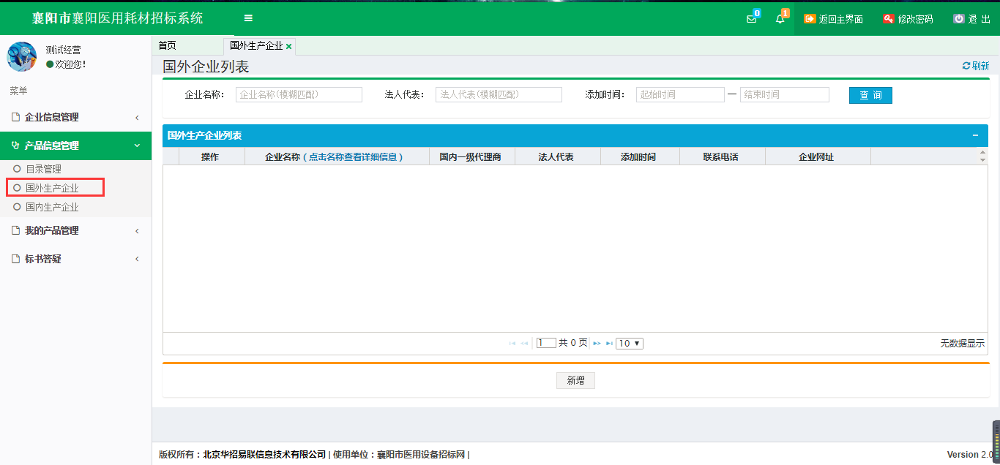 襄阳市襄阳医用耗材招标系统
0
1
返回主界面
修改密码
退 出
测试经营
欢迎您!
菜单
企业信息管理
产品信息管理
目录管理
国外生产企业
国内生产企业
我的产品管理
标书答疑
首页
国外生产企业
国外企业列表
刷新
企业名称：
企业名称(模糊匹配)
法人代表：
法人代表(模糊匹配)
添加时间：
起始时间
—
结束时间
查 询
国外生产企业列表
操作
企业名称（点击名称查看详细信息）
国内一级代理商
法人代表
添加时间
联系电话
企业网址
1 共 0 页
10
无数据显示
新增
版权所有：北京华招易联信息技术有限公司 | 使用单位：襄阳市医用设备招标网 |
Version 2.0